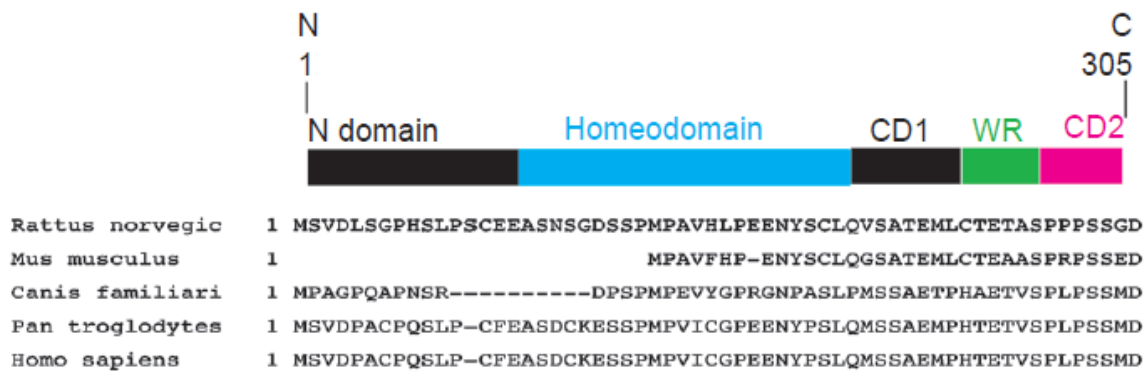 N C
1 305
N domain Homeodomain CD1 WR CD2
Rattus norvegic 1 MSVDLSGPHSLPSCEEASNSGDSSPMPAVHLPEENYSCLQVSATEMLCTETASPPPSSGD
Mus musculus 1 MPAVFHP-ENYSCLQGSATEMLCTEAASPRPSSED
Canis familiari 1 MPAGPQAPNSR-----------DPSPMPEVYGPRGNPASLPMSSAETPHAETVSPLPSSMD
Pan troglodytes 1 MSVDPACPQSLP-CFEASDCKESSPMPVICGPEENYPSLQMSSAEMPHTETVSPLPSSMD
Homo sapiens 1 MSVDPACPQSLP-CFEASDCKESSPMPVICGPEENYPSLQMSSAEMPHTETVSPLPSSMD